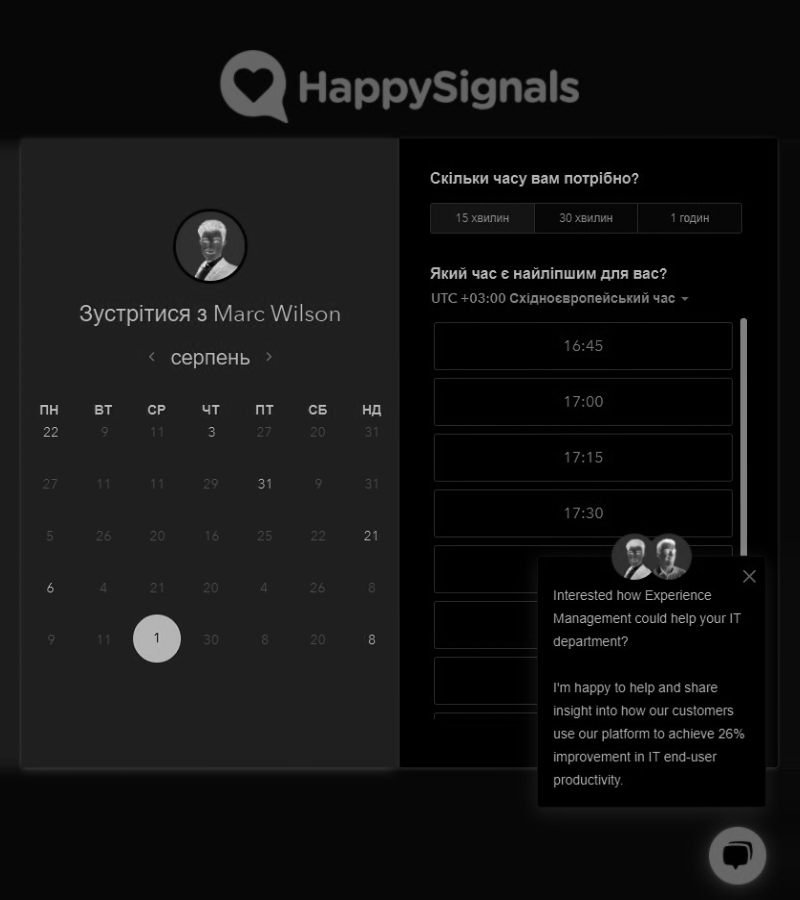 HappySignals
Зустрітися з Marc Wilson
серпень
ПН ВТ СР ЧТ ПТ СБ НД
22 9 11 3 27 20 31
27 11 11 29 31 9 31
5 26 20 16 25 22 21
6 4 21 20 4 26 8
9 11 1 30 8 20 8
Скільки часу вам потрібно?
15 хвилин 30 хвилин 1 годин
Який час є найліпшим для вас?
UTC +03:00 Східноєвропейський час
16:45
17:00
17:15
17:30
Interested how Experience
Management could help your IT
department?
I'm happy to help and share
insight into how our customers
use our platform to achieve 26%
improvement in IT end-user
productivity.